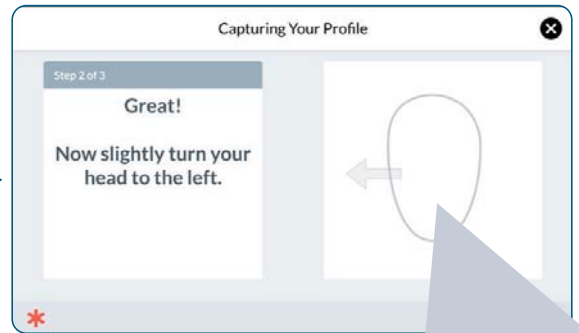 Capturing Your Profile
Step 2 of 3
Great!
Now slightly turn your
head to the left.